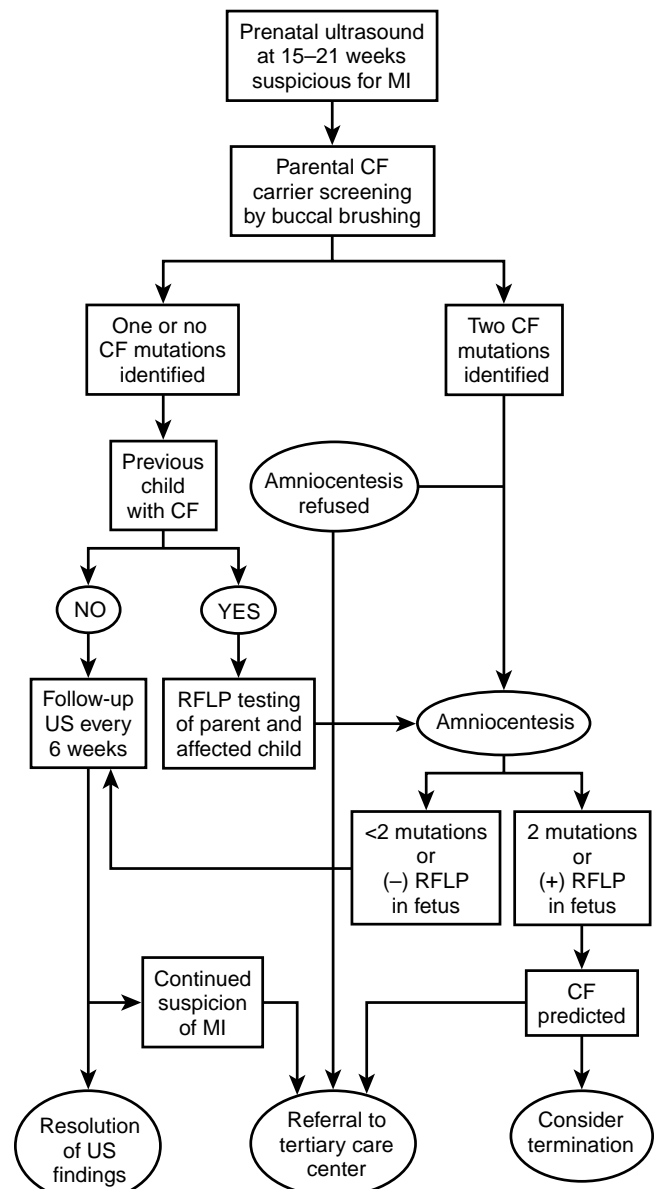 Prenatal ultrasound
at 15–21 weeks
suspicious for MI
Parental CF
carrier screening
by buccal brushing
One or no
CF mutations
identified
Two CF
mutations
identified
Previous
child
with CF
Amniocentesis
refused
NO
YES
Follow-up
US every
6 weeks
RFLP testing
of parent and
affected child
Amniocentesis
<2 mutations
or
(–) RFLP
in fetus
2 mutations
or
(+) RFLP
in fetus
Continued
suspicion
of MI
CF
predicted
Resolution
of US
findings
Referral to
tertiary care
center
Consider
termination